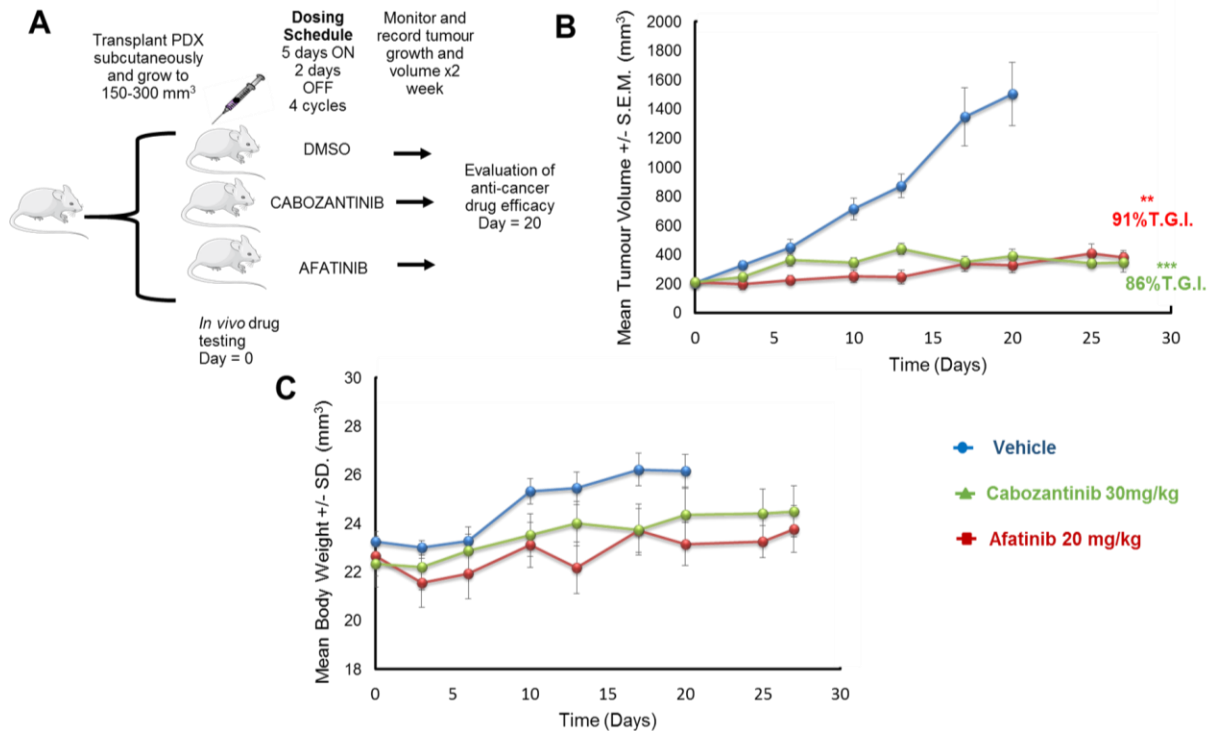 A
Transplant PDX
subcutaneously
and grow to
150-300 mm³
Dosing
Schedule
5 days ON
2 days
OFF
4 cycles
Monitor and
record tumour
growth and
volume x2
week
DMSO
CABOZANTINIB
AFATINIB
Evaluation of
anti-cancer
drug efficacy
Day = 20
In vivo drug
testing
Day = 0
B
Mean Tumour Volume +/- S.E.M. (mm³)
2000
1800
1600
1400
1200
1000
800
600
400
200
0
0 5 10 15 20 25 30
Time (Days)
**
91%T.G.I.
***
86%T.G.I.
C
Mean Body Weight +/- SD. (mm³)
30
28
26
24
22
20
18
0 5 10 15 20 25 30
Time (Days)
Vehicle
Cabozantinib 30mg/kg
Afatinib 20 mg/kg